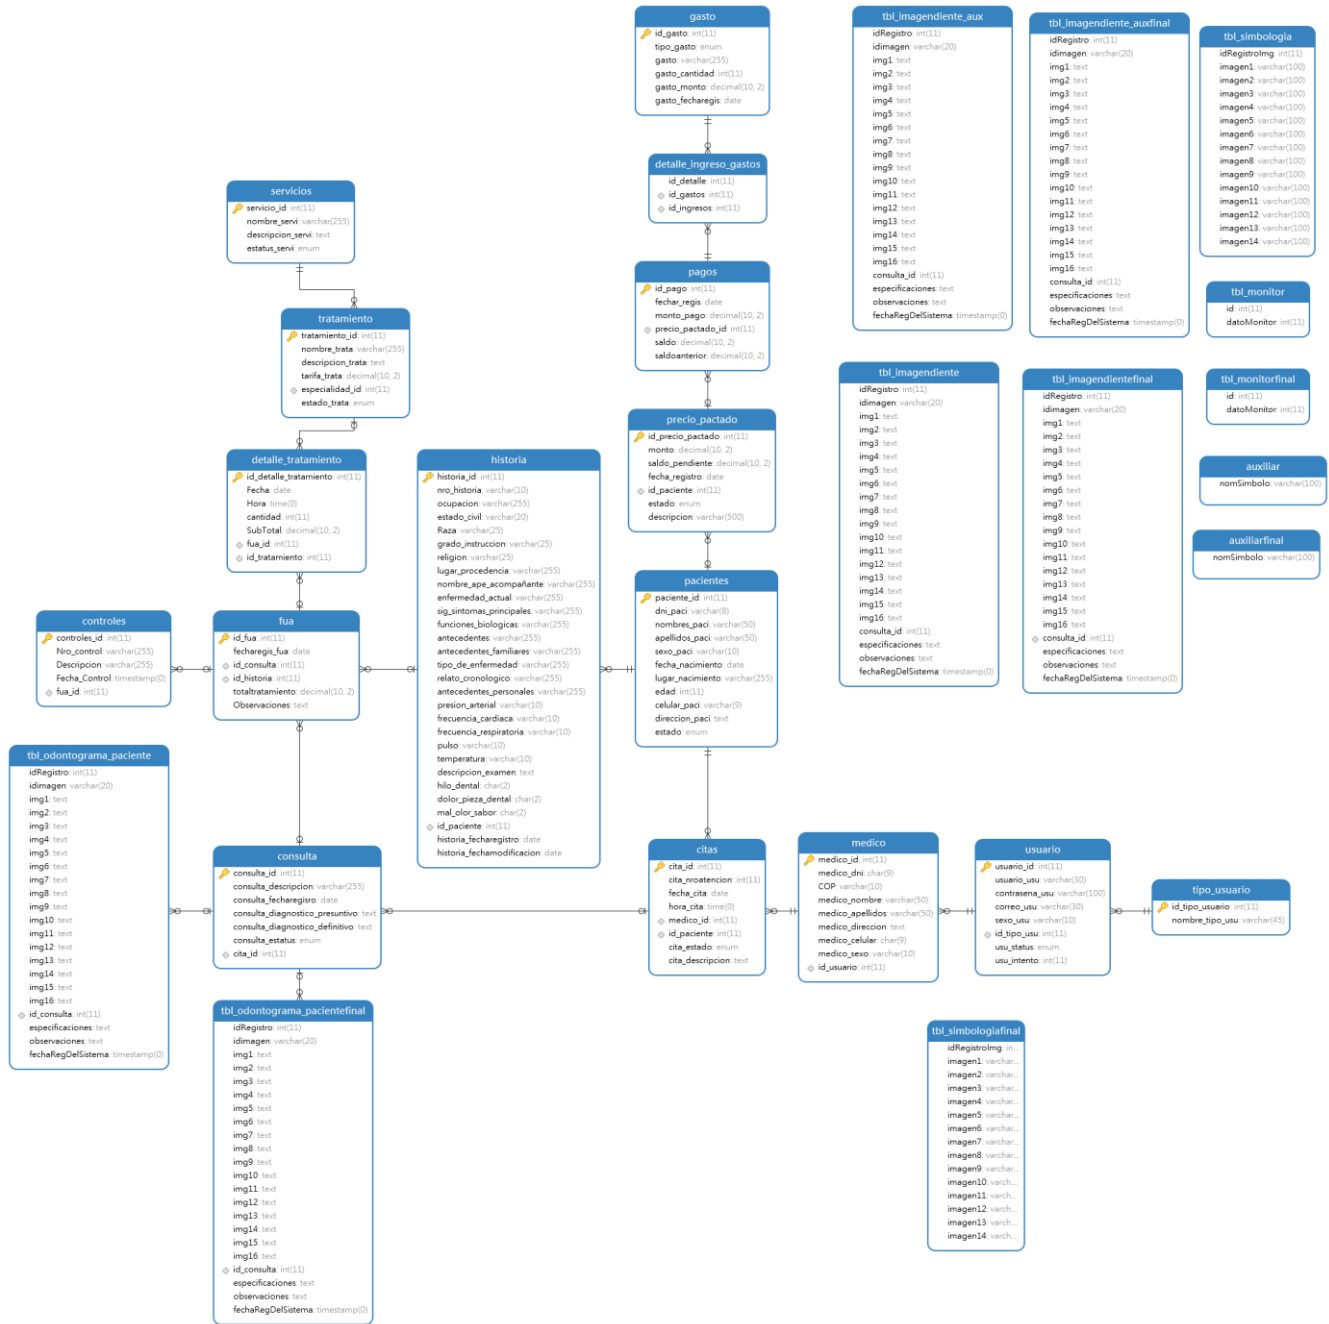 gasto
id_gasto: int(11)
tipo_gasto: enum
gasto: varchar(255)
gasto_cantidad: int(11)
gasto_monto: decimal(10, 2)
gasto_fecharegis: date
tbl_imagendiente_aux
idRegistro: int(11)
idimagen: varchar(20)
img1: text
img2: text
img3: text
img4: text
img5: text
img6: text
img7: text
img8: text
img9: text
img10: text
img11: text
img12: text
img13: text
img14: text
img15: text
img16: text
consulta_id: int(11)
especificaciones: text
observaciones: text
fechaRegDelSistema: timestamp(0)
tbl_imagendiente_auxfinal
idRegistro: int(11)
idimagen: varchar(20)
img1: text
img2: text
img3: text
img4: text
img5: text
img6: text
img7: text
img8: text
img9: text
img10: text
img11: text
img12: text
img13: text
img14: text
img15: text
img16: text
consulta_id: int(11)
especificaciones: text
observaciones: text
fechaRegDelSistema: timestamp(0)
tbl_simbologia
idRegistroImg: int(11)
imagen1: varchar(100)
imagen2: varchar(100)
imagen3: varchar(100)
imagen4: varchar(100)
imagen5: varchar(100)
imagen6: varchar(100)
imagen7: varchar(100)
imagen8: varchar(100)
imagen9: varchar(100)
imagen10: varchar(100)
imagen11: varchar(100)
imagen12: varchar(100)
imagen13: varchar(100)
imagen14: varchar(100)
detalle_ingreso_gastos
id_detalle: int(11)
id_gastos: int(11)
id_ingresos: int(11)
servicios
servicio_id: int(11)
nombre_servi: varchar(255)
descripcion_servi: text
estatus_servi: enum
pagos
id_pago: int(11)
fechar_regis: date
monto_pago: decimal(10, 2)
precio_pactado_id: int(11)
saldo: decimal(10, 2)
saldoanterior: decimal(10, 2)
tbl_monitor
id: int(11)
datoMonitor: int(11)
tratamiento
tratamiento_id: int(11)
nombre_trata: varchar(255)
descripcion_trata: text
tarifa_trata: decimal(10, 2)
especialidad_id: int(11)
estado_trata: enum
tbl_imagendiente
idRegistro: int(11)
idimagen: varchar(20)
img1: text
img2: text
img3: text
img4: text
img5: text
img6: text
img7: text
img8: text
img9: text
img10: text
img11: text
img12: text
img13: text
img14: text
img15: text
img16: text
consulta_id: int(11)
especificaciones: text
observaciones: text
fechaRegDelSistema: timestamp(0)
tbl_imagendientefinal
idRegistro: int(11)
idimagen: varchar(20)
img1: text
img2: text
img3: text
img4: text
img5: text
img6: text
img7: text
img8: text
img9: text
img10: text
img11: text
img12: text
img13: text
img14: text
img15: text
img16: text
consulta_id: int(11)
especificaciones: text
observaciones: text
fechaRegDelSistema: timestamp(0)
tbl_monitorfinal
id: int(11)
datoMonitor: int(11)
auxiliar
nomSimbolo: varchar(100)
auxiliarfinal
nomSimbolo: varchar(100)
precio_pactado
id_precio_pactado: int(11)
monto: decimal(10, 2)
saldo_pendiente: decimal(10, 2)
fecha_registro: date
id_paciente: int(11)
estado: enum
descripcion: varchar(500)
detalle_tratamiento
id_detalle_tratamiento: int(11)
Fecha: date
Hora: time(0)
cantidad: int(11)
SubTotal: decimal(10, 2)
fua_id: int(11)
id_tratamiento: int(11)
historia
historia_id: int(11)
nro_historia: varchar(10)
ocupacion: varchar(255)
estado_civil: varchar(20)
Raza: varchar(25)
grado_instruccion: varchar(25)
religion: varchar(25)
lugar_procedencia: varchar(255)
nombre_ape_acompañante: varchar(255)
enfermedad_actual: varchar(255)
sig_sintomas_principales: varchar(255)
funciones_biologicas: varchar(255)
antecedentes: varchar(255)
antecedentes_familiares: varchar(255)
tipo_de_enfermedad: varchar(255)
relato_cronologico: varchar(255)
antecedentes_personales: varchar(255)
presion_arterial: varchar(10)
frecuencia_cardiaca: varchar(10)
frecuencia_respiratoria: varchar(10)
pulso: varchar(10)
temperatura: varchar(10)
descripcion_examen: text
hilo_dental: char(2)
dolor_pieza_dental: char(2)
mal_olor_sabor: char(2)
id_paciente: int(11)
historia_fecharegistro: date
historia_fechamodificacion: date
pacientes
paciente_id: int(11)
dni_paci: varchar(8)
nombres_paci: varchar(50)
apellidos_paci: varchar(50)
sexo_paci: varchar(10)
fecha_nacimiento: date
lugar_nacimiento: varchar(255)
edad: int(11)
celular_paci: varchar(9)
direccion_paci: text
estado: enum
controles
controles_id: int(11)
Nro_control: varchar(255)
Descripcion: varchar(255)
Fecha_Control: timestamp(0)
fua_id: int(11)
fua
id_fua: int(11)
fecharegis_fua: date
id_consulta: int(11)
id_historia: int(11)
totaltratamiento: decimal(10, 2)
Observaciones: text
tbl_odontograma_paciente
idRegistro: int(11)
idimagen: varchar(20)
img1: text
img2: text
img3: text
img4: text
img5: text
img6: text
img7: text
img8: text
img9: text
img10: text
img11: text
img12: text
img13: text
img14: text
img15: text
img16: text
id_consulta: int(11)
especificaciones: text
observaciones: text
fechaRegDelSistema: timestamp(0)
consulta
consulta_id: int(11)
consulta_descripcion: varchar(255)
consulta_fecharegisro: date
consulta_diagnostico_presuntivo: text
consulta_diagnostico_definitivo: text
consulta_estatus: enum
cita_id: int(11)
citas
cita_id: int(11)
cita_nroatencion: int(11)
fecha_cita: date
hora_cita: time(0)
medico_id: int(11)
id_paciente: int(11)
cita_estado: enum
cita_descripcion: text
medico
medico_id: int(11)
medico_dni: char(9)
COP: varchar(10)
medico_nombre: varchar(50)
medico_apellidos: varchar(50)
medico_direccion: text
medico_celular: char(9)
medico_sexo: varchar(10)
id_usuario: int(11)
usuario
usuario_id: int(11)
usuario_usu: varchar(30)
contrasena_usu: varchar(100)
correo_usu: varchar(30)
sexo_usu: varchar(10)
id_tipo_usu: int(11)
usu_status: enum
usu_intento: int(11)
tipo_usuario
id_tipo_usuario: int(11)
nombre_tipo_usu: varchar(45)
tbl_odontograma_pacientefinal
idRegistro: int(11)
idimagen: varchar(20)
img1: text
img2: text
img3: text
img4: text
img5: text
img6: text
img7: text
img8: text
img9: text
img10: text
img11: text
img12: text
img13: text
img14: text
img15: text
img16: text
id_consulta: int(11)
especificaciones: text
observaciones: text
fechaRegDelSistema: timestamp(0)
tbl_simbologiafinal
idRegistroImg: in...
imagen1: varchar...
imagen2: varchar...
imagen3: varchar...
imagen4: varchar...
imagen5: varchar...
imagen6: varchar...
imagen7: varchar...
imagen8: varchar...
imagen9: varchar...
imagen10: varch...
imagen11: varch...
imagen12: varch...
imagen13: varch...
imagen14: varch...